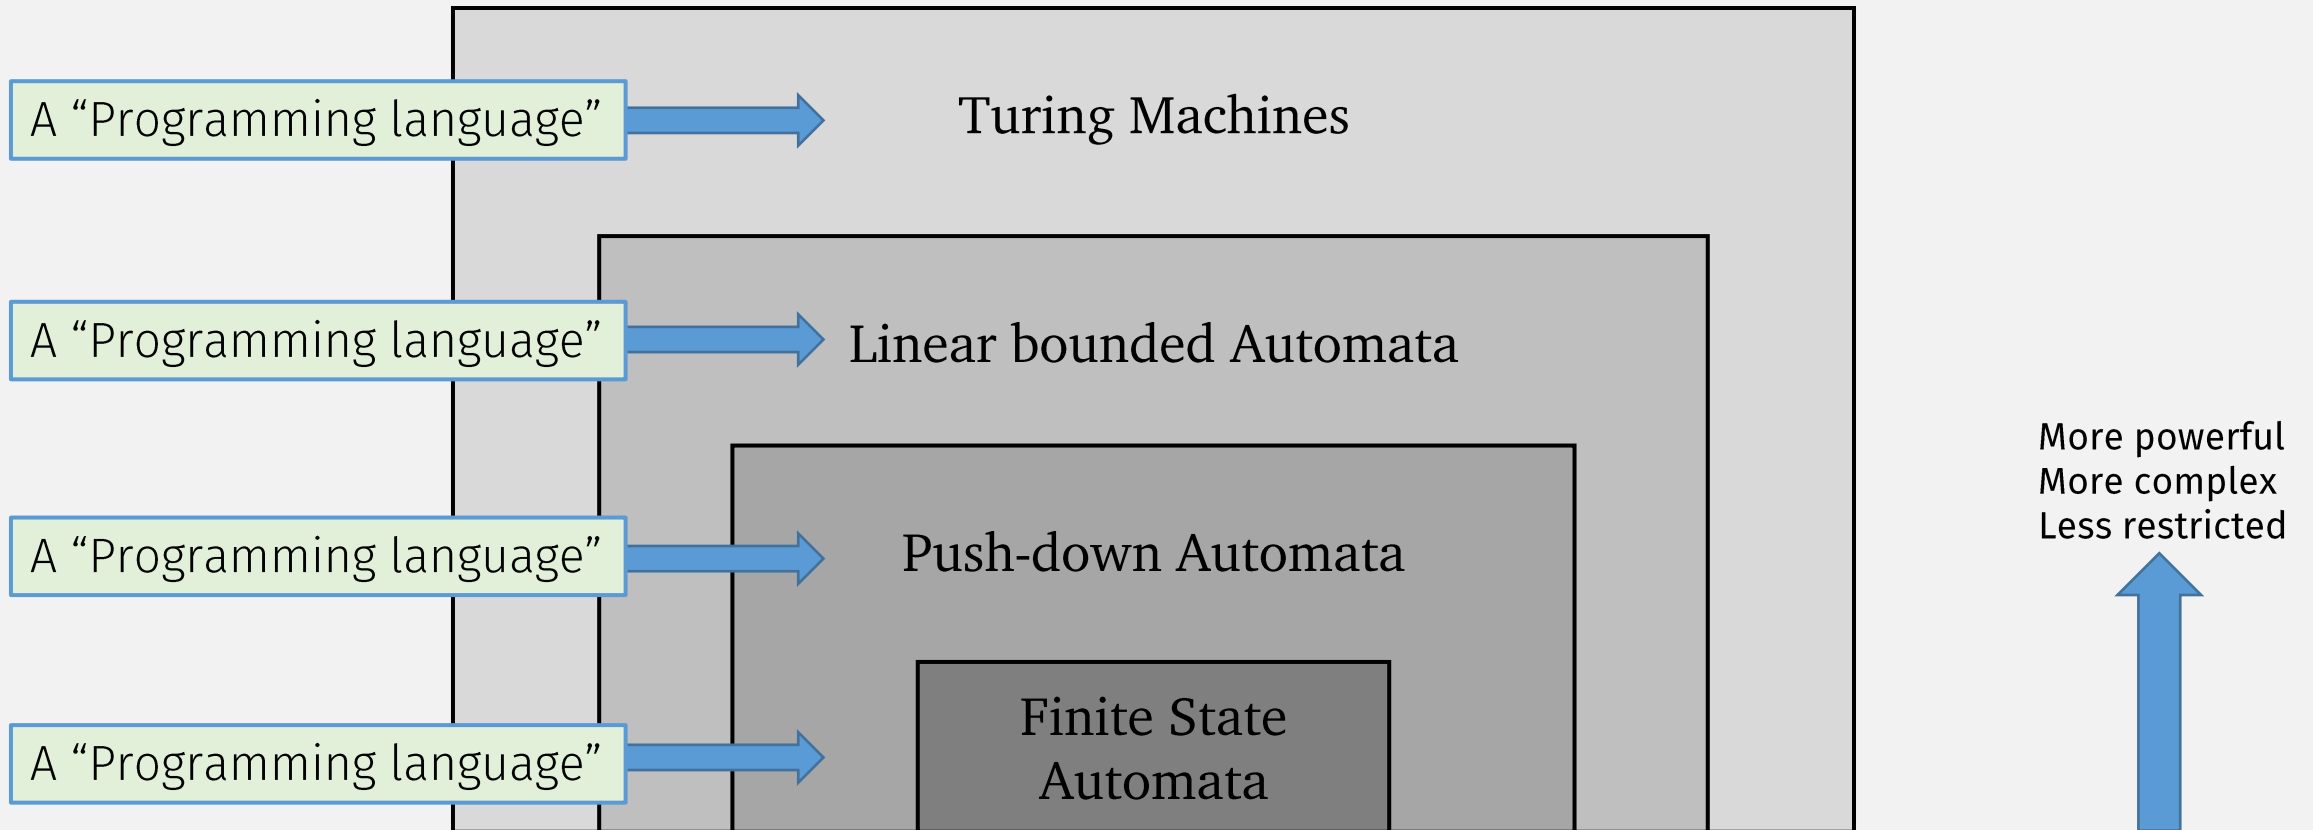 A “Programming language”
Turing Machines
A “Programming language”
Linear bounded Automata
A “Programming language”
Push-down Automata
A “Programming language”
Finite State
Automata
More powerful
More complex
Less restricted